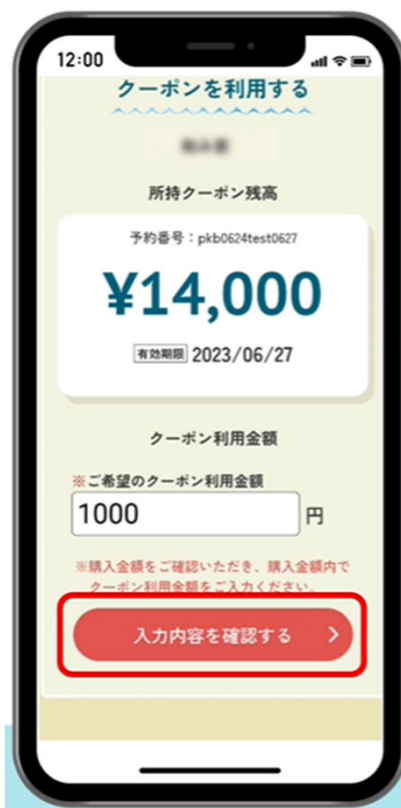 12:00
クーポンを利用する
所持クーポン残高
予約番号：pkb0624test0627
¥14,000
有効期限 2023/06/27
クーポン利用金額
※ご希望のクーポン利用金額
1000 円
※購入金額をご確認いただき、購入金額内で
クーポン利用金額をご入力ください。
入力内容を確認する